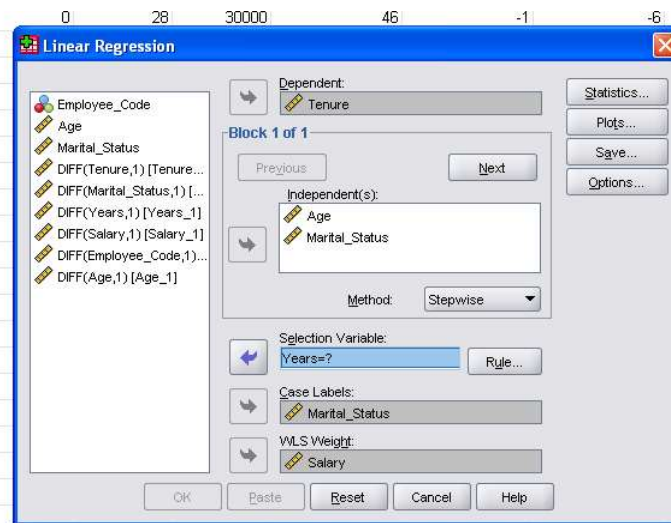 0 28 30000 46 -1 -6
Linear Regression
Employee_Code
Age
Marital_Status
DIFF(Tenure,1) [Tenure...
DIFF(Marital_Status,1) [...
DIFF(Years,1) [Years_1]
DIFF(Salary,1) [Salary_1]
DIFF(Employee_Code,1)...
DIFF(Age,1) [Age_1]
Dependent:
Tenure
Block 1 of 1
Previous
Next
Independent(s):
Age
Marital_Status
Method:
Stepwise
Selection Variable:
Years=?
Rule...
Case Labels:
Marital_Status
WLS Weight:
Salary
Statistics...
Plots...
Save...
Options...
OK
Paste
Reset
Cancel
Help